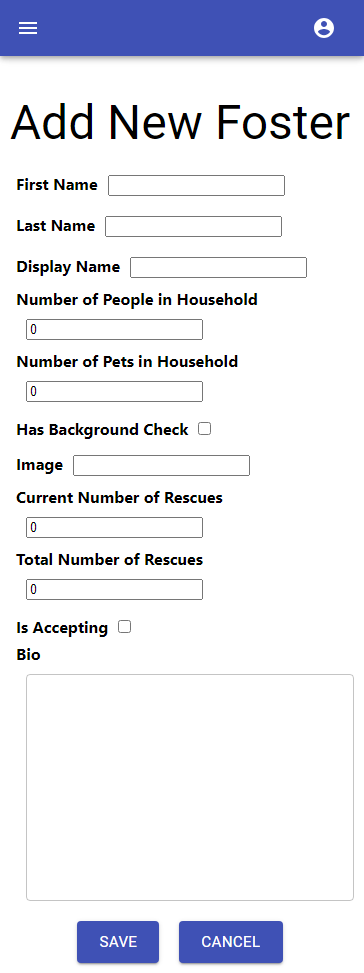 Add New Foster
First Name
Last Name
Display Name
Number of People in Household
0
Number of Pets in Household
0
Has Background Check
Image
Current Number of Rescues
0
Total Number of Rescues
0
Is Accepting
Bio
SAVE CANCEL